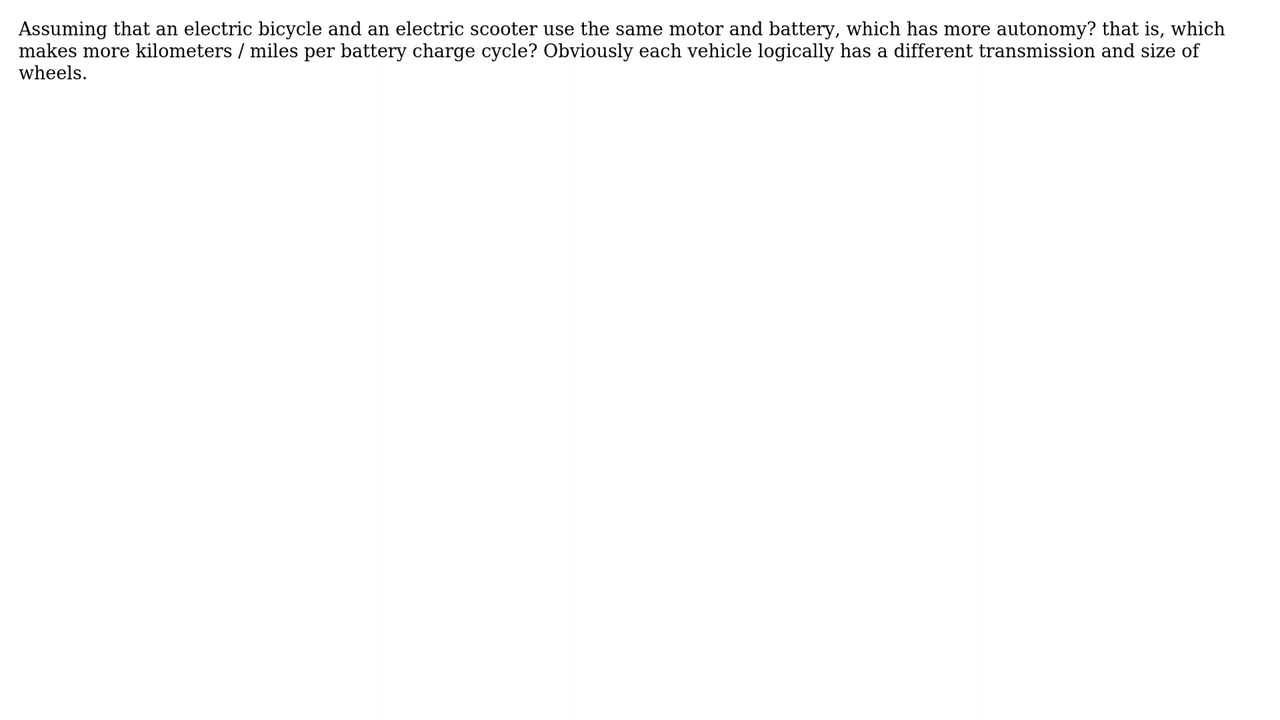 Assuming that an electric bicycle and an electric scooter use the same motor and battery, which has more autonomy? that is, which
makes more kilometers / miles per battery charge cycle? Obviously each vehicle logically has a different transmission and size of
wheels.